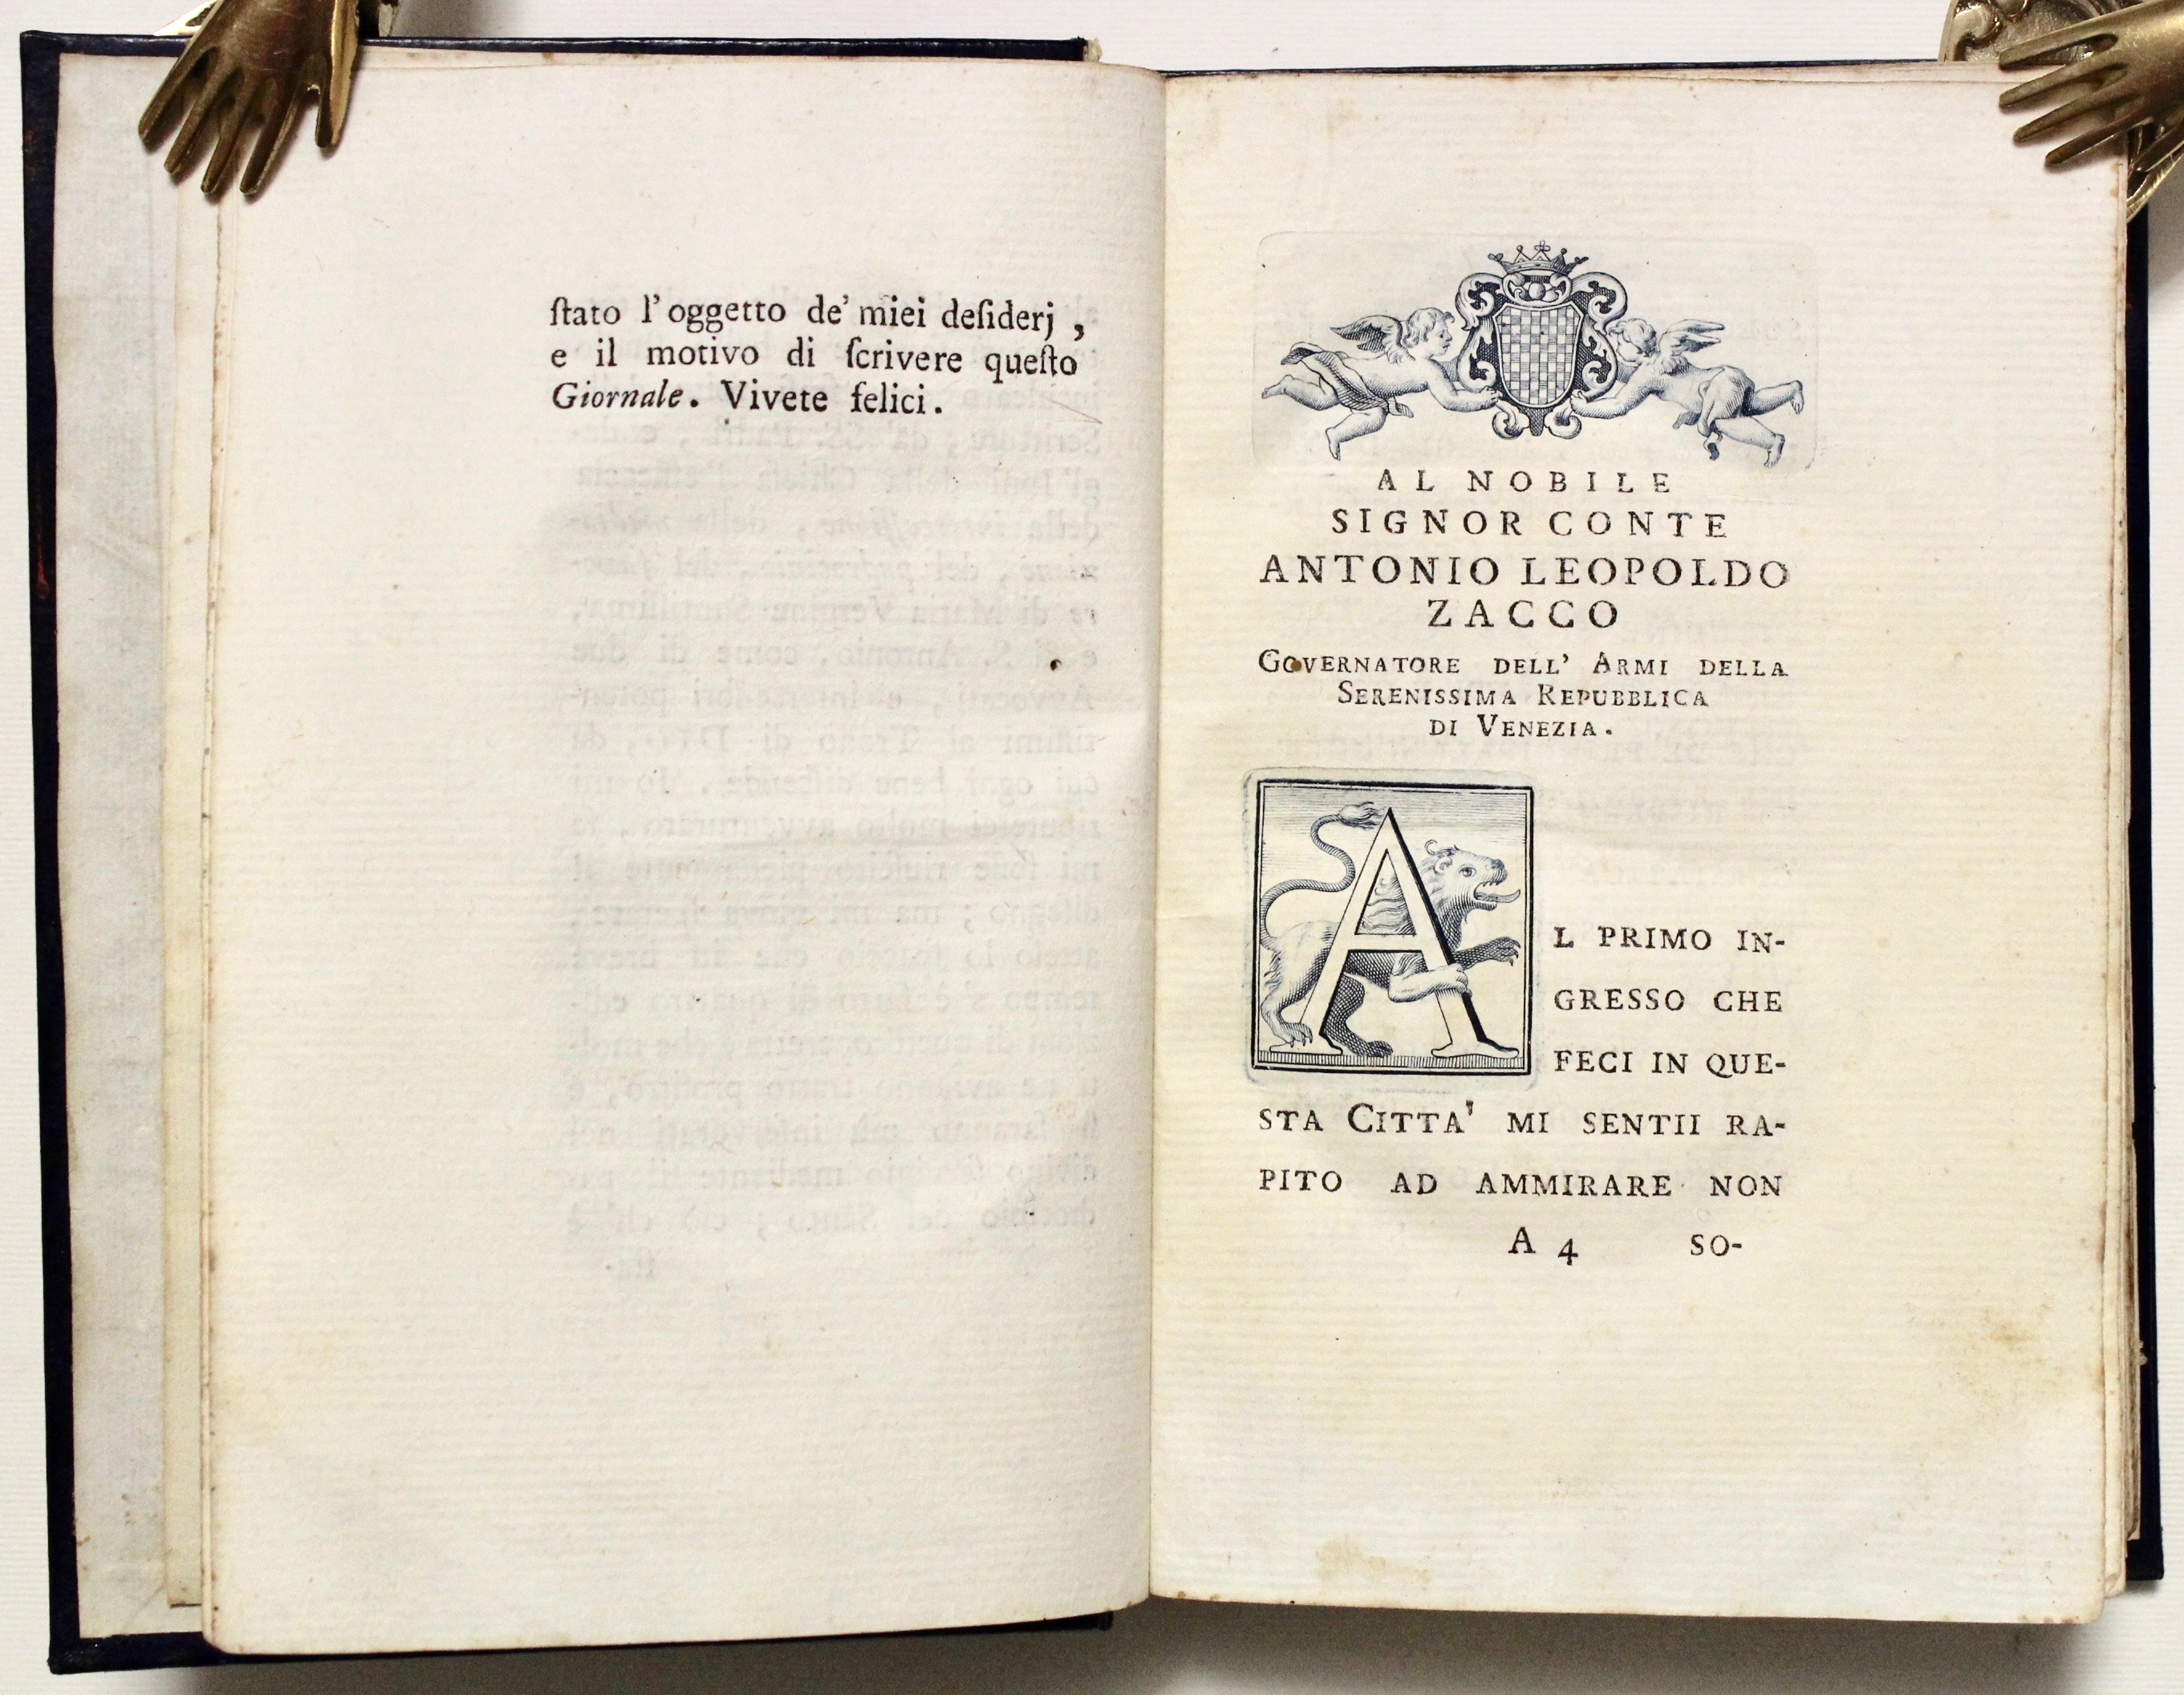 ſtato l'oggetto de' miei deſiderj ,
e il motivo di ſcrivere queſto
Giornale. Vivete felici.
AL NOBILE
SIGNOR CONTE
ANTONIO LEOPOLDO
ZACCO
GOVERNATORE DELL' ARMI DELLA
SERENISSIMA REPUBBLICA
DI VENEZIA.
AL PRIMO IN-
GRESSO CHE
FECI IN QUE-
STA CITTA' MI SENTII RA-
PITO AD AMMIRARE NON
A 4 SO-